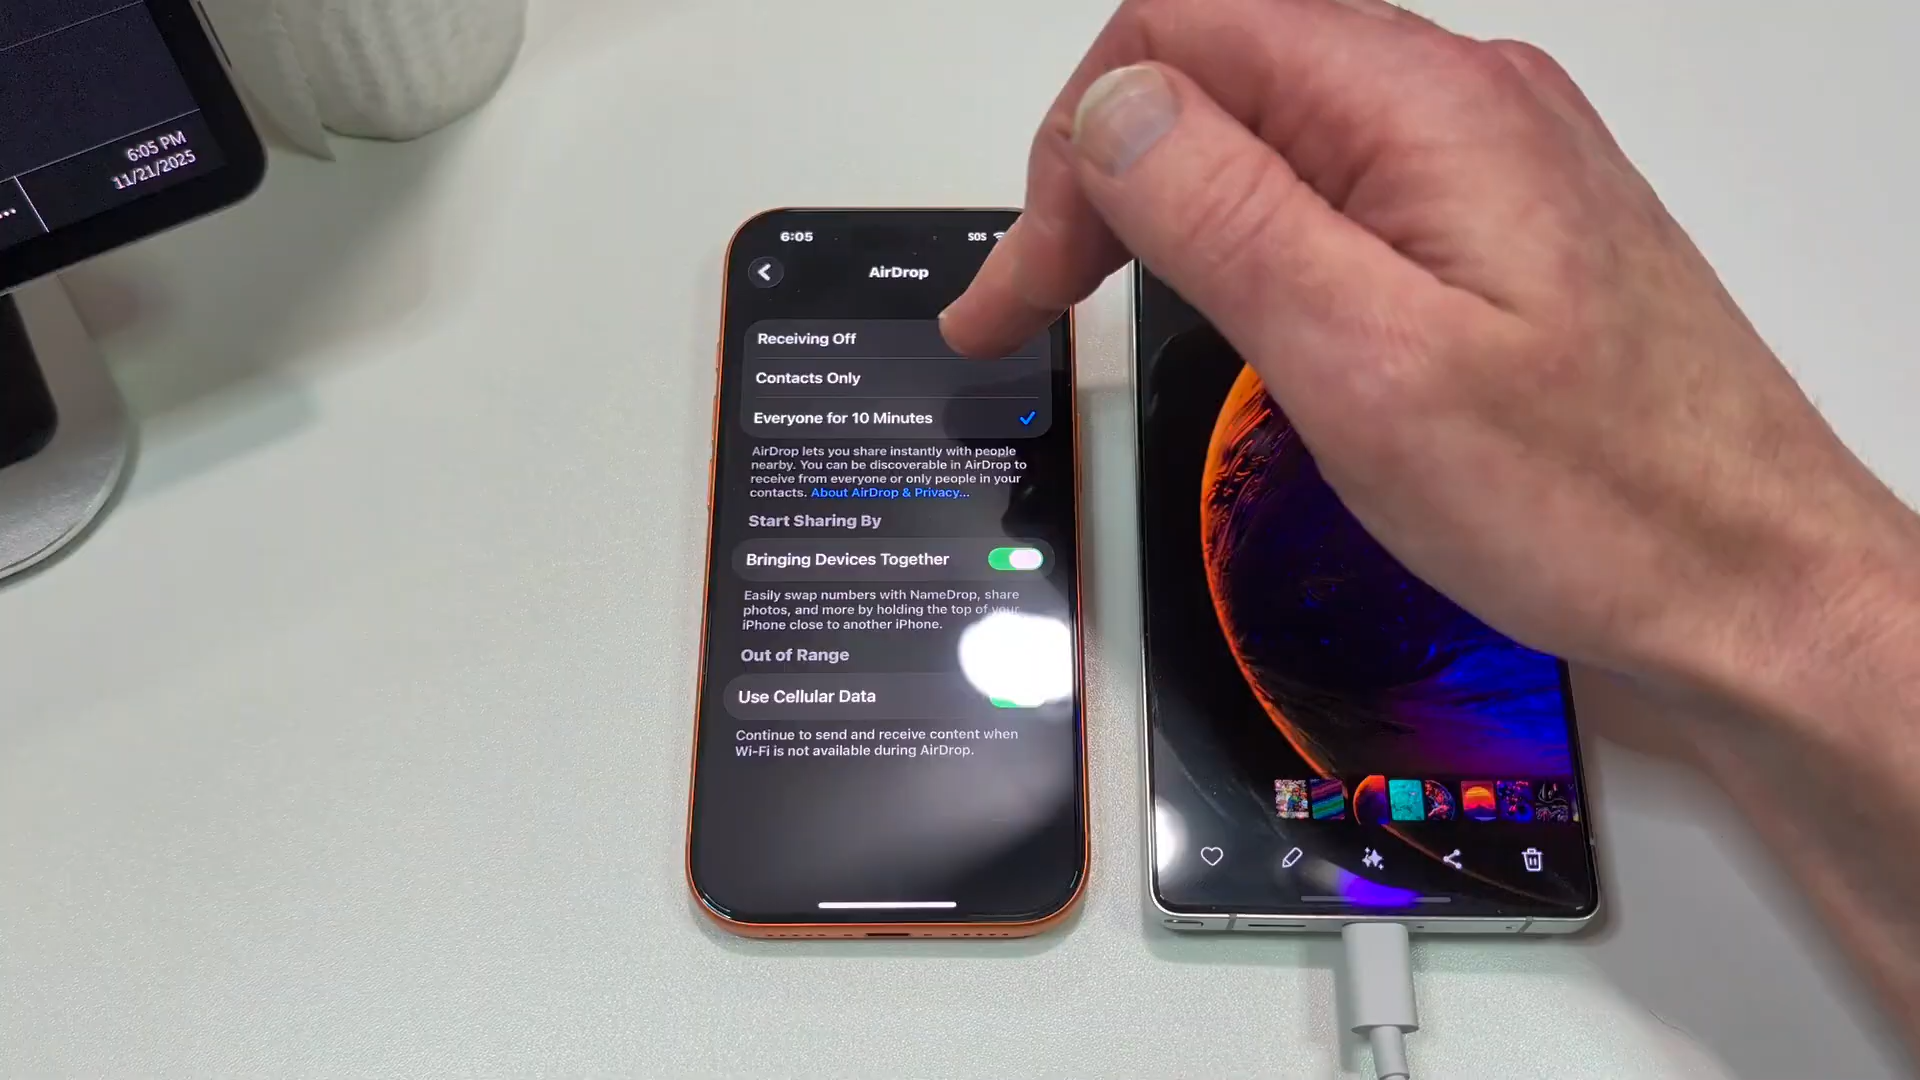 6:05 PM
11/21/2025
...
6:05
SOS
AirDrop
Receiving Off
Contacts Only
Everyone for 10 Minutes
AirDrop lets you share instantly with people
nearby. You can be discoverable in AirDrop to
receive from everyone or only people in your
contacts. About AirDrop & Privacy...
Start Sharing By
Bringing Devices Together
Easily swap numbers with NameDrop, share
photos, and more by holding the top of your
iPhone close to another iPhone.
Out of Range
Use Cellular Data
Continue to send and receive content when
Wi-Fi is not available during AirDrop.